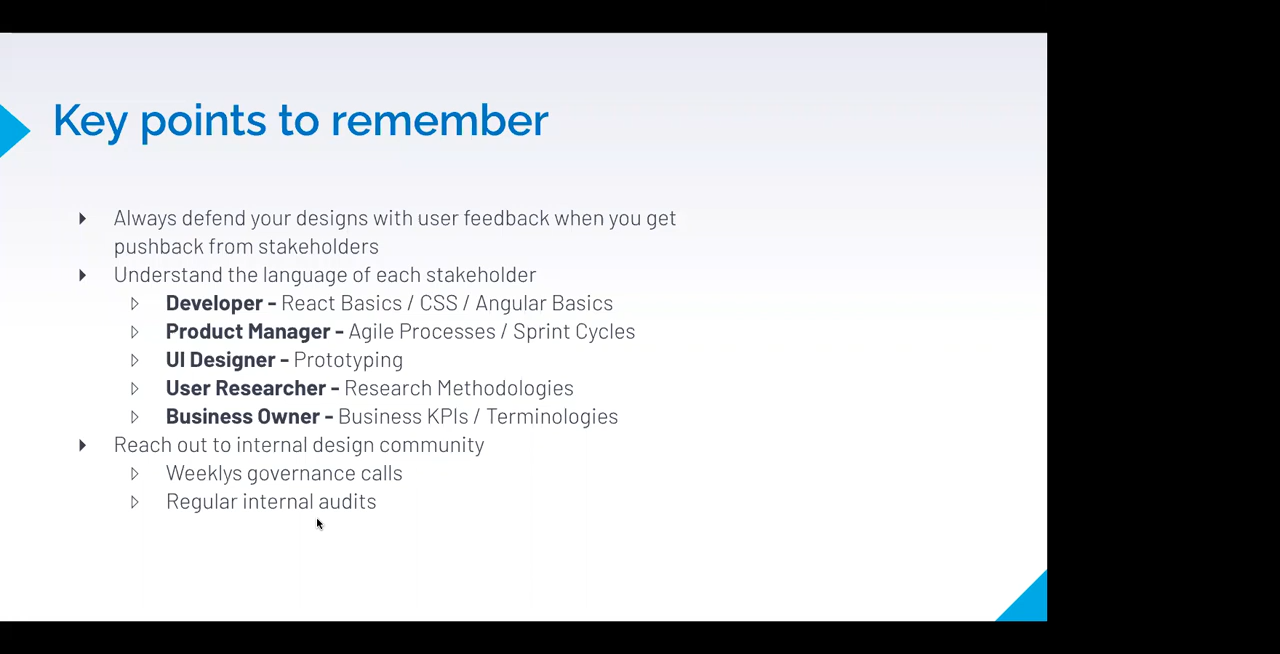 Key points to remember
Always defend your designs with user feedback when you get
pushback from stakeholders
Understand the language of each stakeholder
Developer - React Basics / CSS / Angular Basics
Product Manager - Agile Processes / Sprint Cycles
UI Designer - Prototyping
User Researcher - Research Methodologies
Business Owner - Business KPIs / Terminologies
Reach out to internal design community
Weeklys governance calls
Regular internal audits